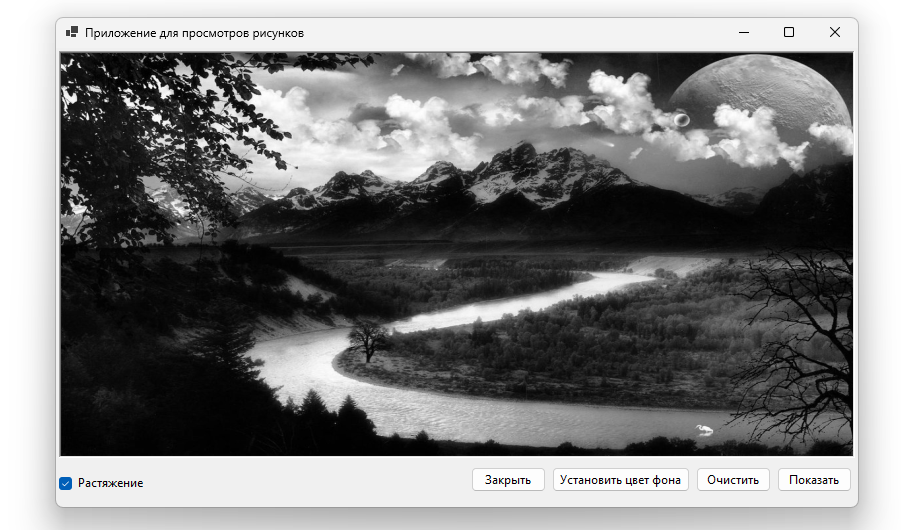 Приложение для просмотров рисунков
Растяжение
Закрыть
Установить цвет фона
Очистить
Показать